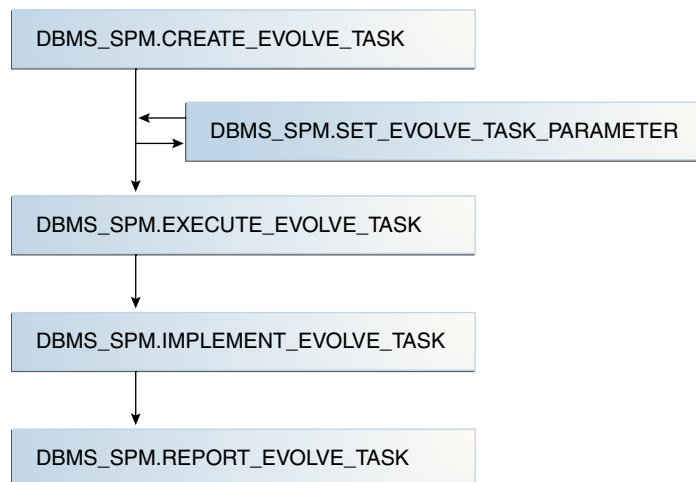 DBMS_SPM.CREATE_EVOLVE_TASK
DBMS_SPM.SET_EVOLVE_TASK_PARAMETER
DBMS_SPM.EXECUTE_EVOLVE_TASK
DBMS_SPM.IMPLEMENT_EVOLVE_TASK
DBMS_SPM.REPORT_EVOLVE_TASK